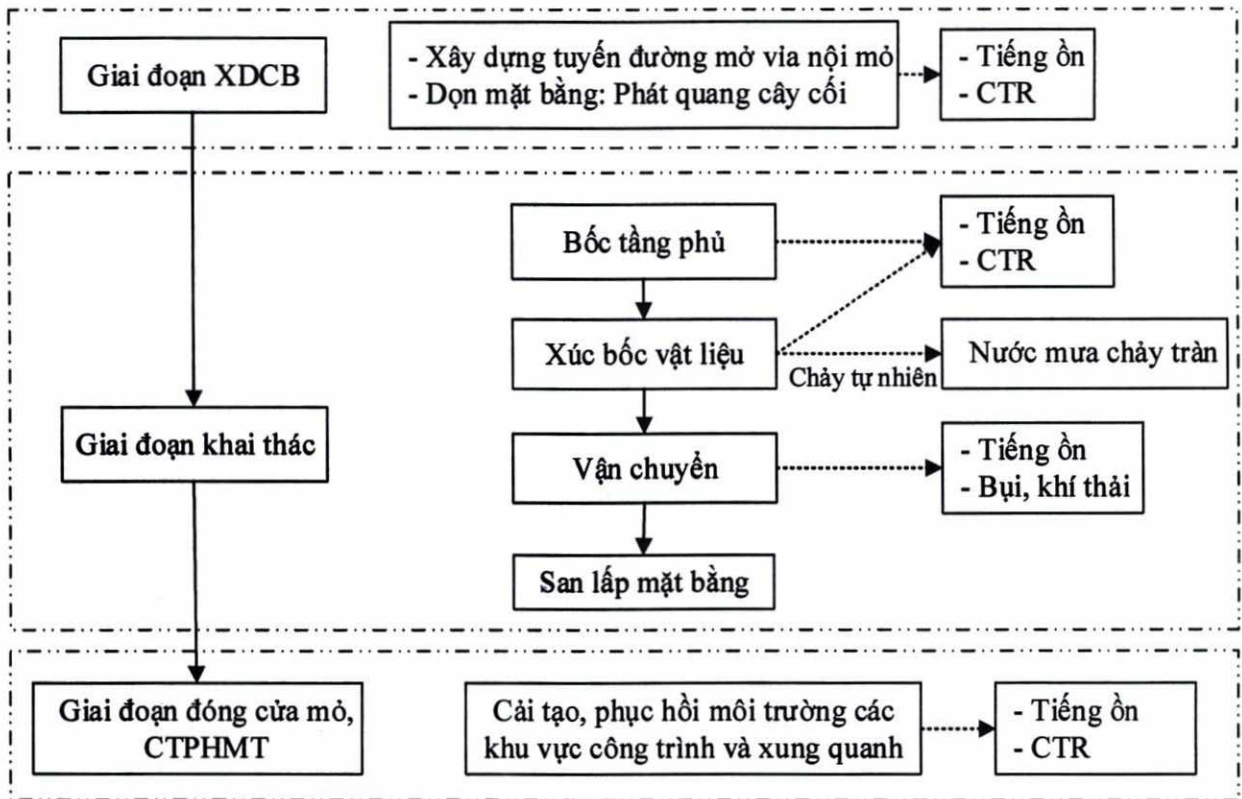 Giai đoạn XDCB
- Xây dựng tuyến đường mở vỉa nội mỏ
- Dọn mặt bằng: Phát quang cây cối
- Tiếng ồn
- CTR
Bốc tầng phủ
- Tiếng ồn
- CTR
Xúc bốc vật liệu
Chảy tự nhiên
Nước mưa chảy tràn
Giai đoạn khai thác
Vận chuyển
- Tiếng ồn
- Bụi, khí thải
San lấp mặt bằng
Giai đoạn đóng cửa mỏ,
CTPHMT
Cải tạo, phục hồi môi trường các
khu vực công trình và xung quanh
- Tiếng ồn
- CTR